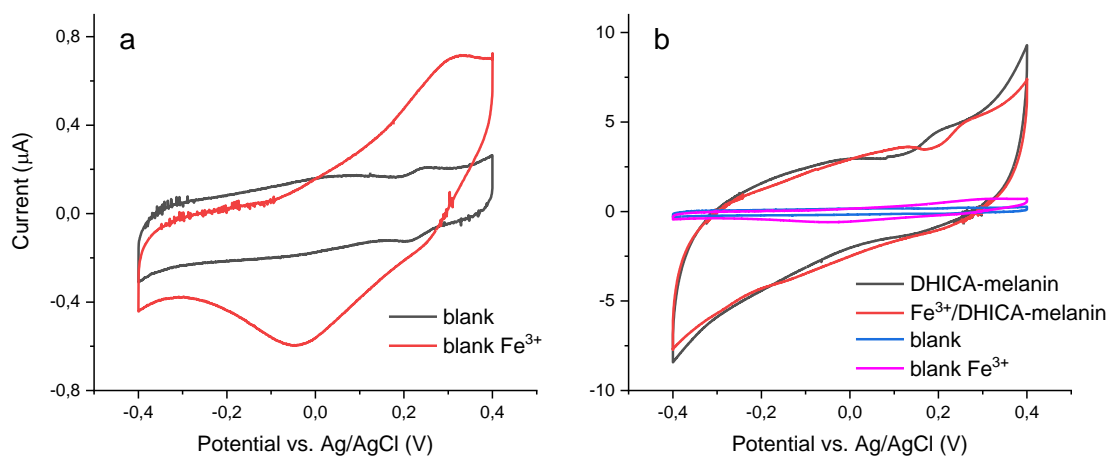 a
0,8
0,4
0,0
-0,4
-0,8
Current (μA)
-0,4 -0,2 0,0 0,2 0,4
Potential vs. Ag/AgCl (V)
blank
blank Fe³⁺
b
10
5
0
-5
-10
-0,4 -0,2 0,0 0,2 0,4
Potential vs. Ag/AgCl (V)
DHICA-melanin
Fe³⁺/DHICA-melanin
blank
blank Fe³⁺